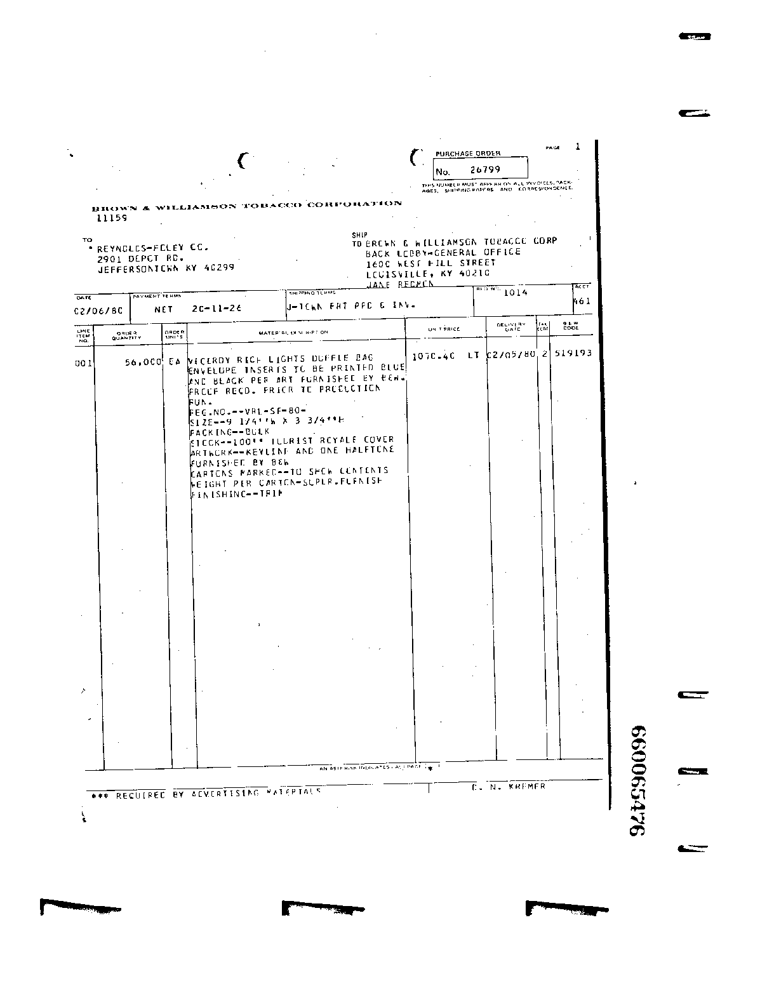 PAGE 1
PURCHASE ORDER
No. 26799
THIS NUMBER MUST APPEAR ON ALL INVOICES, PACK-
AGES, SHIPPING PAPERS AND CORRESPONDENCE.
BROWN & WILLIAMSON TOBACCO CORPORATION
11159
TO
REYNOLDS-FOLEY CO.
2901 DEPOT RD.
JEFFERSONTOWN KY 40299
SHIP
TO BROWN & WILLIAMSON TOBACCO CORP
BACK LOBBY-GENERAL OFFICE
1600 WEST HILL STREET
LOUISVILLE, KY 40210
JANE
DATE PAYMENT TERMS SHIPPING TERMS 1014 ACCT
02/06/80 NET 20-11-26 J-TOWN FRT PPD & INV. 461
LINE ITEM NO. ORDER QUANTITY ORDER UNITS MATERIAL DESCRIPTION UNIT PRICE DELIVERY DATE B & W CODE
001 56,000 EA VICEROY RICH LIGHTS DUFFLE BAG 1070.40 LT 02/05/80 2 519193
ENVELOPE INSERTS TO BE PRINTED BLUE
AND BLACK PER ART FURNISHED BY B&W.
PROOF REQD. PRIOR TO PRODUCTION
RUN.
REG.NO.--VRL-SF-80-
SIZE--9 1/4"W X 3 3/4"H
PACKING--BULK
STOCK--100** ROYALE COVER
ARTWORK--KEYLINE AND ONE HALFTONE
FURNISHED BY B&W
CARTONS MARKED--TO SHOW CONTENTS
WEIGHT PER CARTON-SUPLR.FURNISH
FINISHING--TRIM
AN ASTERISK INDICATES
*** REQUIRED BY ADVERTISING MATERIALS
D. N. KREMER
660065476